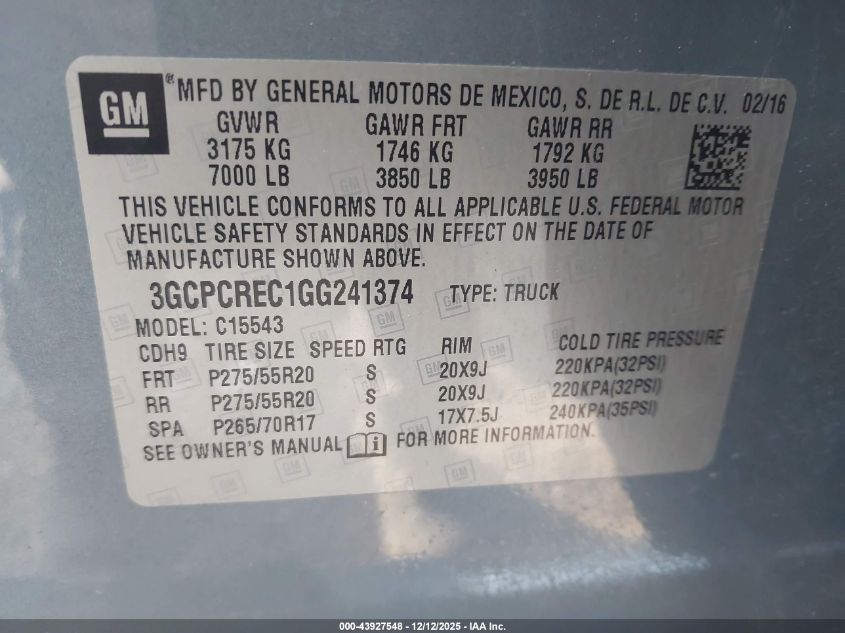 GM® MFD BY GENERAL MOTORS DE MEXICO, S. DE R.L. DE C.V. 02/16
GVWR GAWR FRT GAWR RR
3175 KG 1746 KG 1792 KG
7000 LB 3850 LB 3950 LB
THIS VEHICLE CONFORMS TO ALL APPLICABLE U.S. FEDERAL MOTOR
VEHICLE SAFETY STANDARDS IN EFFECT ON THE DATE OF
MANUFACTURE SHOWN ABOVE.
3GCPCREC1GG241374 TYPE: TRUCK
MODEL: C15543
CDH9 TIRE SIZE SPEED RTG RIM COLD TIRE PRESSURE
FRT P275/55R20 S 20X9J 220KPA(32PSI)
RR P275/55R20 S 20X9J 220KPA(32PSI)
SPA P265/70R17 S 17X7.5J 240KPA(35PSI)
SEE OWNER'S MANUAL FOR MORE INFORMATION.
000-43927548 - 12/12/2025 - IAA Inc.